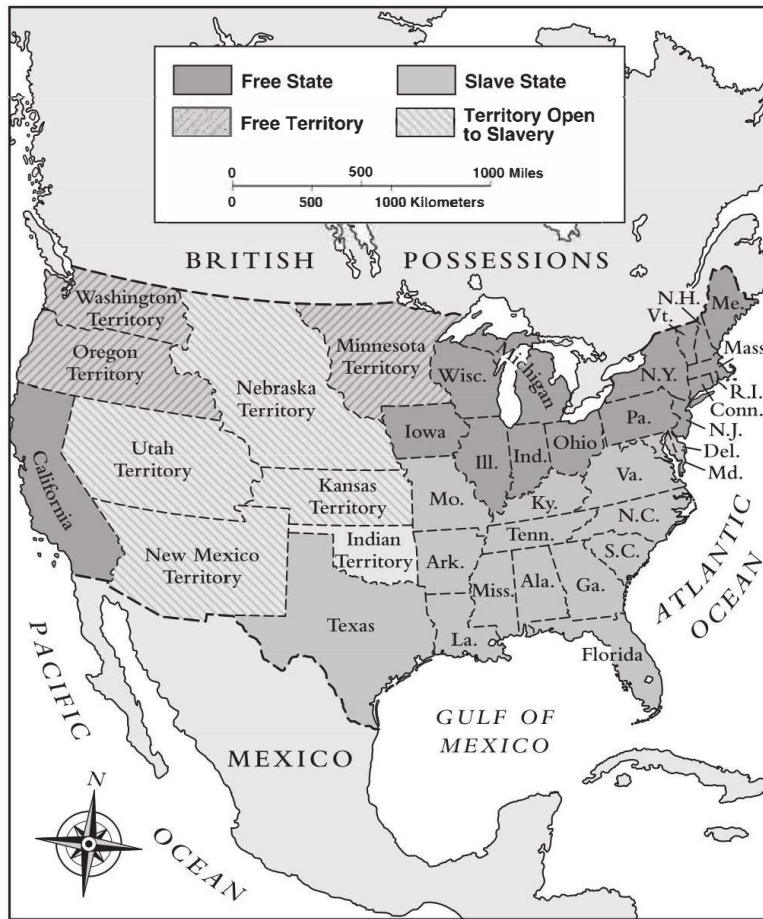 Free State
Slave State
Free Territory
Territory Open
to Slavery
0 500 1000 Miles
0 500 1000 Kilometers
BRITISH POSSESSIONS
Washington
Territory
Oregon
Territory
Minnesota
Territory
Nebraska
Territory
Utah
Territory
Kansas
Territory
Indian
Territory
New Mexico
Territory
California
Texas
Wisc.
Michigan
Iowa
Ill.
Ind.
Ohio
Mo.
Ky.
Tenn.
Ark.
Miss.
Ala.
Ga.
La.
Florida
S.C.
N.C.
Va.
Pa.
N.Y.
Vt.
N.H.
Me.
Mass.
R.I.
Conn.
N.J.
Del.
Md.
ATLANTIC
OCEAN
GULF OF
MEXICO
MEXICO
PACIFIC
OCEAN
N